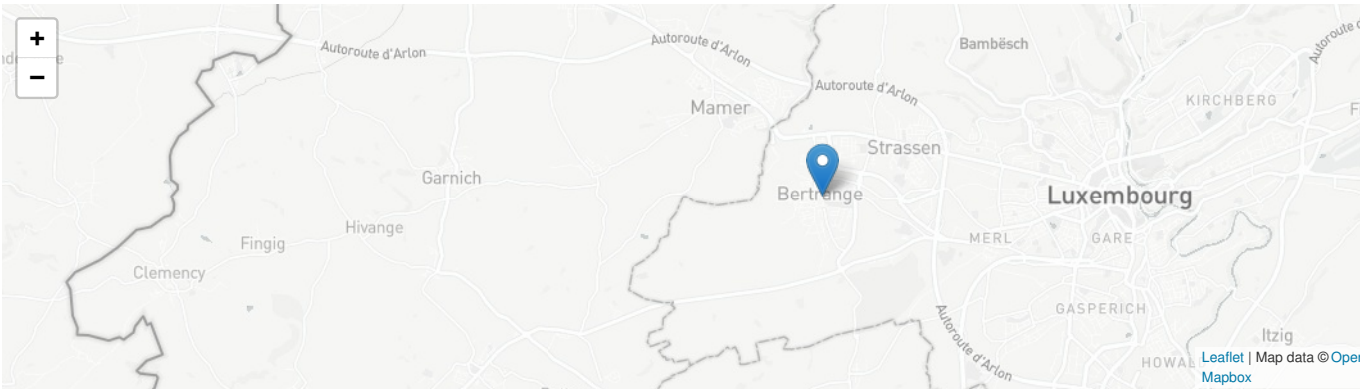 +
−
Autoroute d'Arlon
Autoroute d'Arlon
Autoroute d'Arlon
Bambësch
KIRCHBERG
Mamer
Strassen
Garnich
Bertrange
Luxembourg
Hivange
Fingig
MERL
GARE
Clemency
GASPERICH
Autoroute d'Arlon
Itzig
Leaflet | Map data © Open
Mapbox